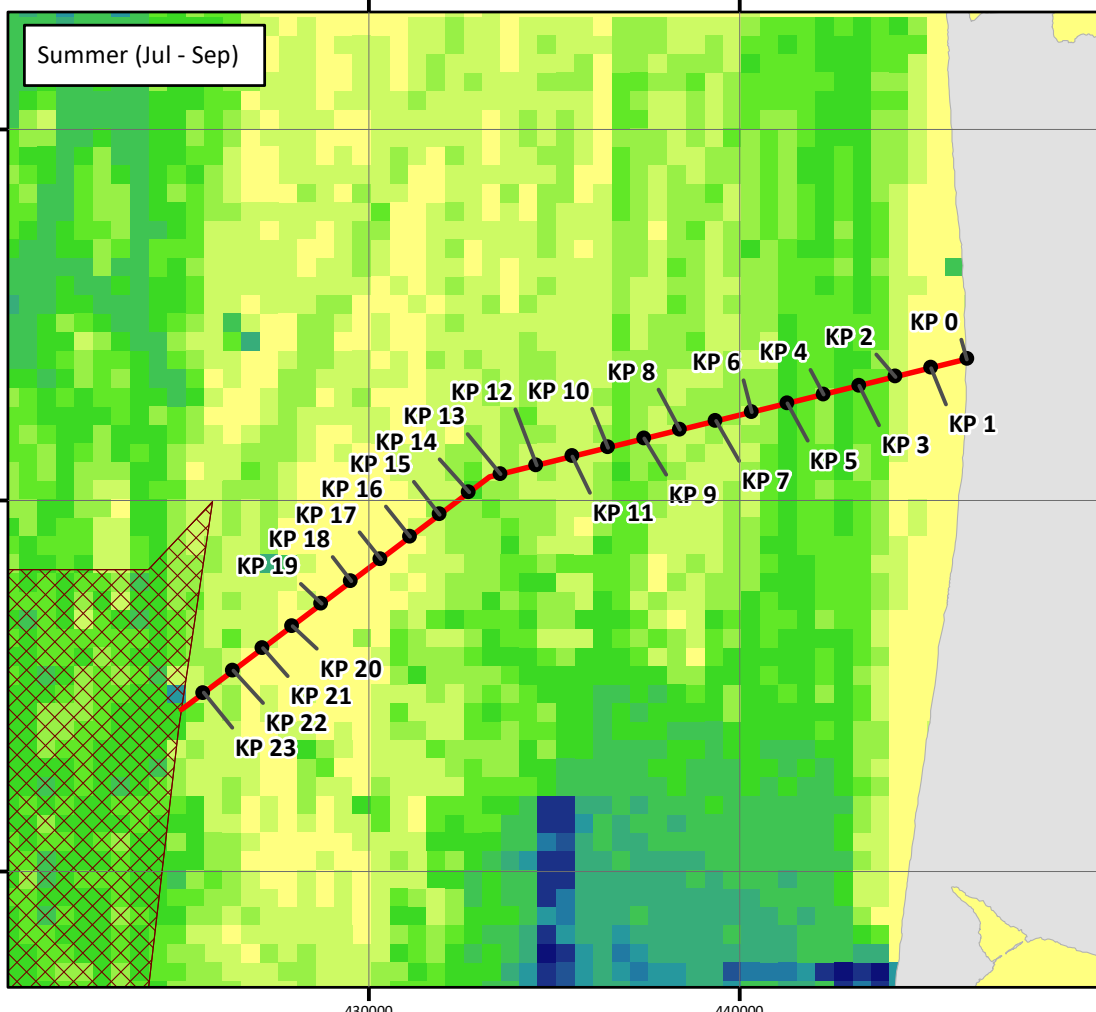 Summer (Jul - Sep)
KP 0
KP 2
KP 4
KP 6
KP 8
KP 10
KP 12
KP 13
KP 14
KP 15
KP 16
KP 17
KP 18
KP 19
KP 1
KP 3
KP 5
KP 7
KP 9
KP 11
KP 20
KP 21
KP 22
KP 23
430000
440000